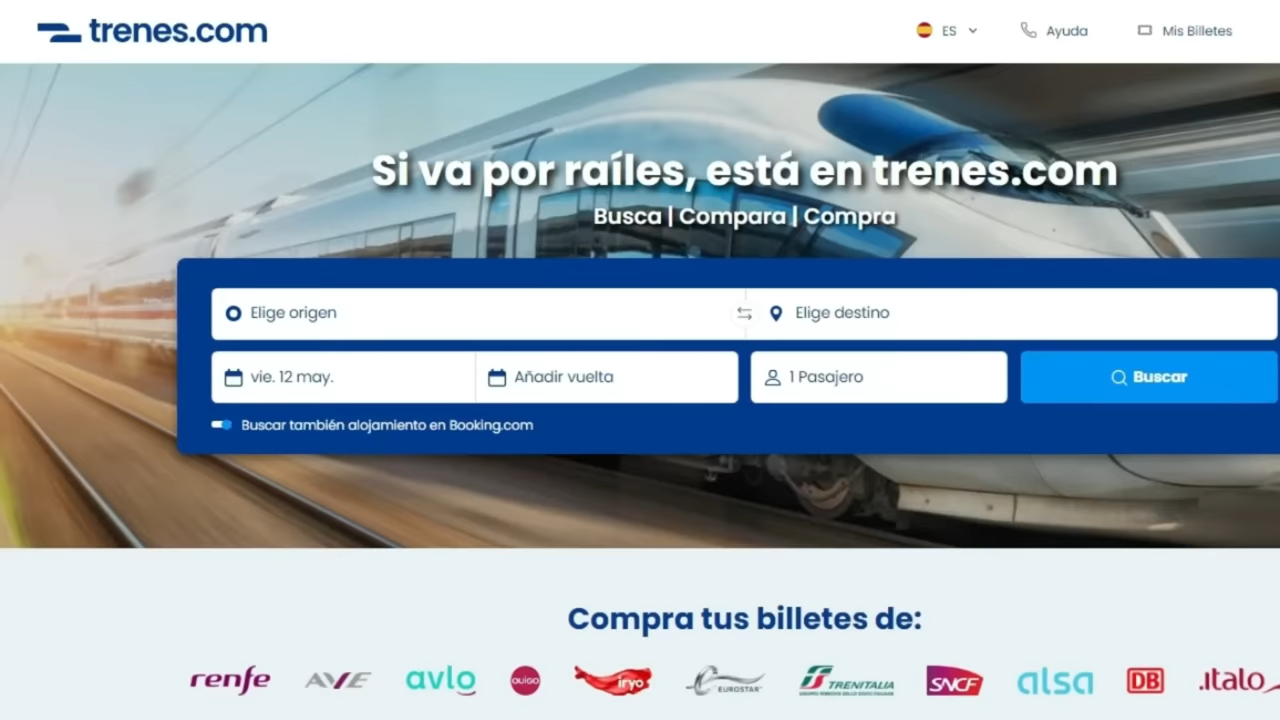 trenes.com
ES
Ayuda
Mis Billetes
Si va por raíles, está en trenes.com
Busca | Compara | Compra
Elige origen
Elige destino
vie. 12 may.
Añadir vuelta
1 Pasajero
Buscar
Buscar también alojamiento en Booking.com
Compra tus billetes de:
renfe
AVE
avlo
ouigo
iryo
EUROSTAR
TRENITALIA
SNCF
alsa
DB
.italo